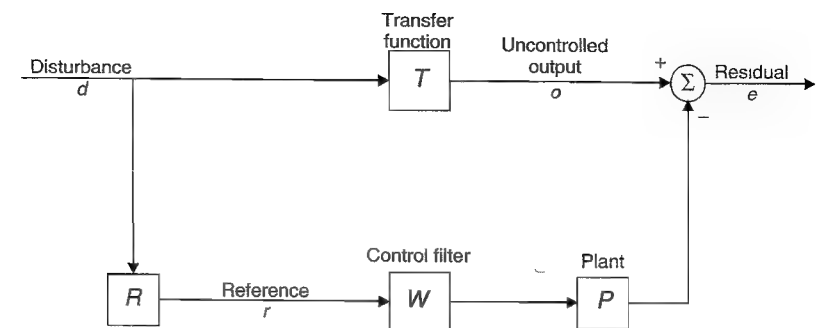 Transfer
function
Disturbance
d
T
Uncontrolled
output
o
+
Σ
Residual
e
−
R
Reference
r
Control filter
W
Plant
P